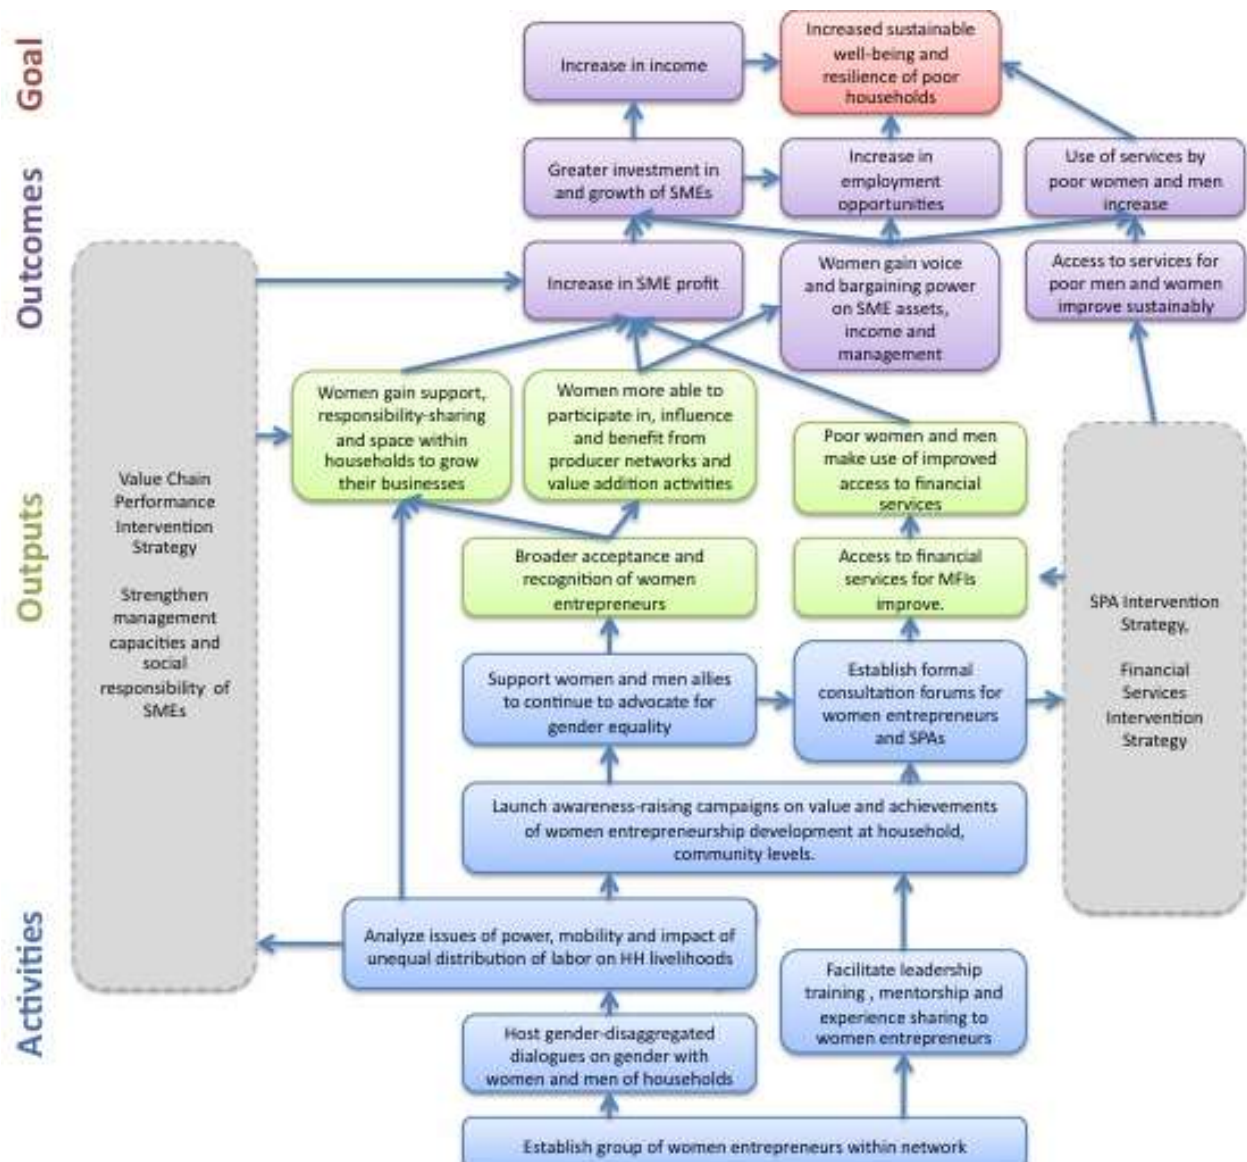 Goal
Increase in income
Increased sustainable
well-being and
resilience of poor
households
Outcomes
Greater investment in
and growth of SMEs
Increase in
employment
opportunities
Use of services by
poor women and men
increase
Increase in SME profit
Women gain voice
and bargaining power
on SME assets,
income and
management
Access to services for
poor men and women
improve sustainably
Outputs
Value Chain
Performance
Intervention
Strategy
Strengthen
management
capacities and
social
responsibility of
SMEs
Women gain support,
responsibility-sharing
and space within
households to grow
their businesses
Women more able to
participate in, influence
and benefit from
producer networks and
value addition activities
Poor women and men
make use of improved
access to financial
services
Broader acceptance and
recognition of women
entrepreneurs
Access to financial
services for MFIs
improve.
SPA Intervention
Strategy,
Financial
Services
Intervention
Strategy
Support women and men allies
to continue to advocate for
gender equality
Establish formal
consultation forums for
women entrepreneurs
and SPAs
Launch awareness-raising campaigns on value and achievements
of women entrepreneurship development at household,
community levels.
Activities
Analyze issues of power, mobility and impact of
unequal distribution of labor on HH livelihoods
Facilitate leadership
training , mentorship and
experience sharing to
women entrepreneurs
Host gender-disaggregated
dialogues on gender with
women and men of households
Establish group of women entrepreneurs within network